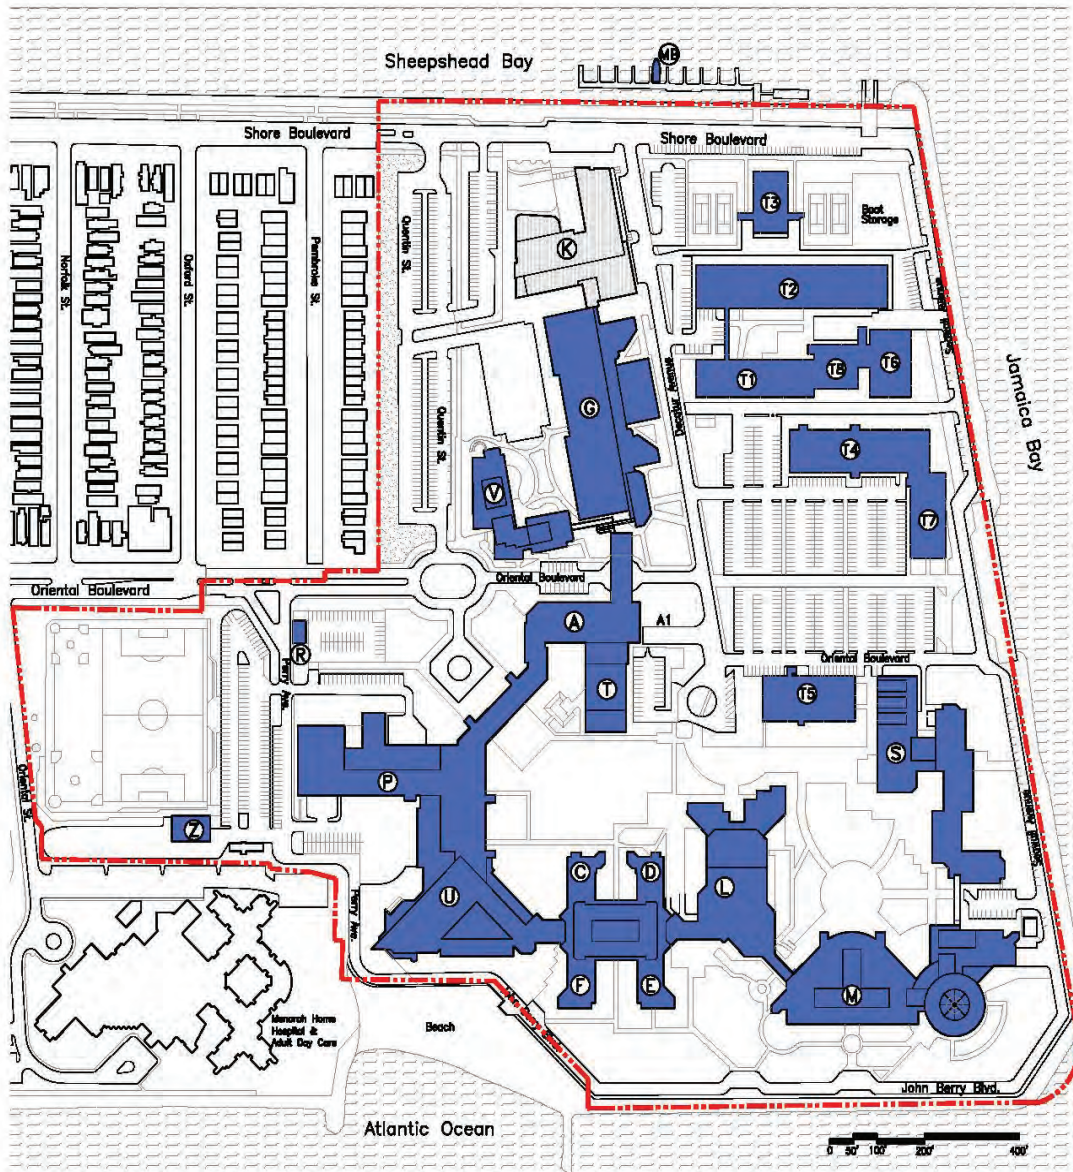 MB
Sheepshead Bay
Shore Boulevard
Shore Boulevard
T3
Boat
Storage
Quentin St.
K
Norfolk St.
Oxford St.
Pembroke St.
T2
Jamaica Bay
Decatur Avenue
T1
T8
T6
Quentin St.
G
T4
V
T7
Oriental Boulevard
Oriental Boulevard
A
A1
R
Perry Ave.
Oriental Boulevard
T
T5
S
P
Oriental St.
Z
C
D
L
U
Perry Ave.
F
E
M
Menorah Home
Hospital &
Adult Day Care
Beach
John Berry Blvd.
Atlantic Ocean
0 50' 100' 200' 400'